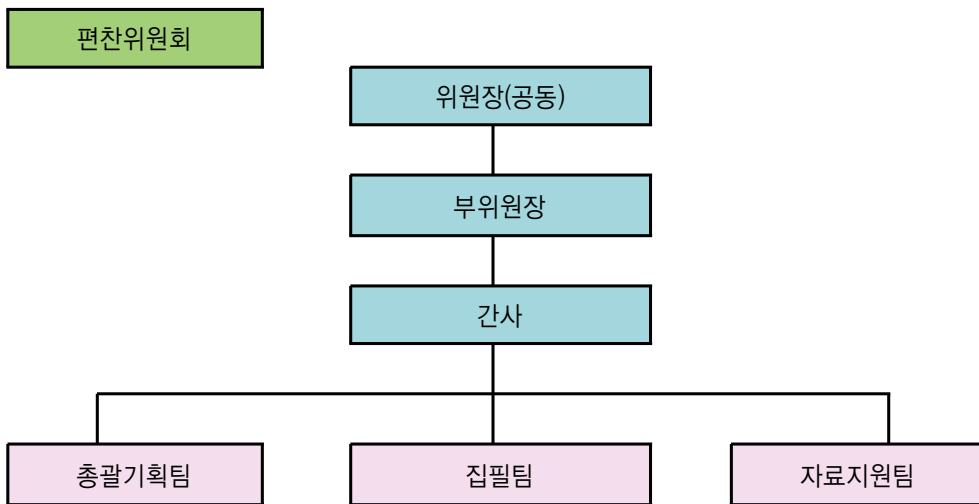 편찬위원회
위원장(공동)
부위원장
간사
총괄기획팀
집필팀
자료지원팀